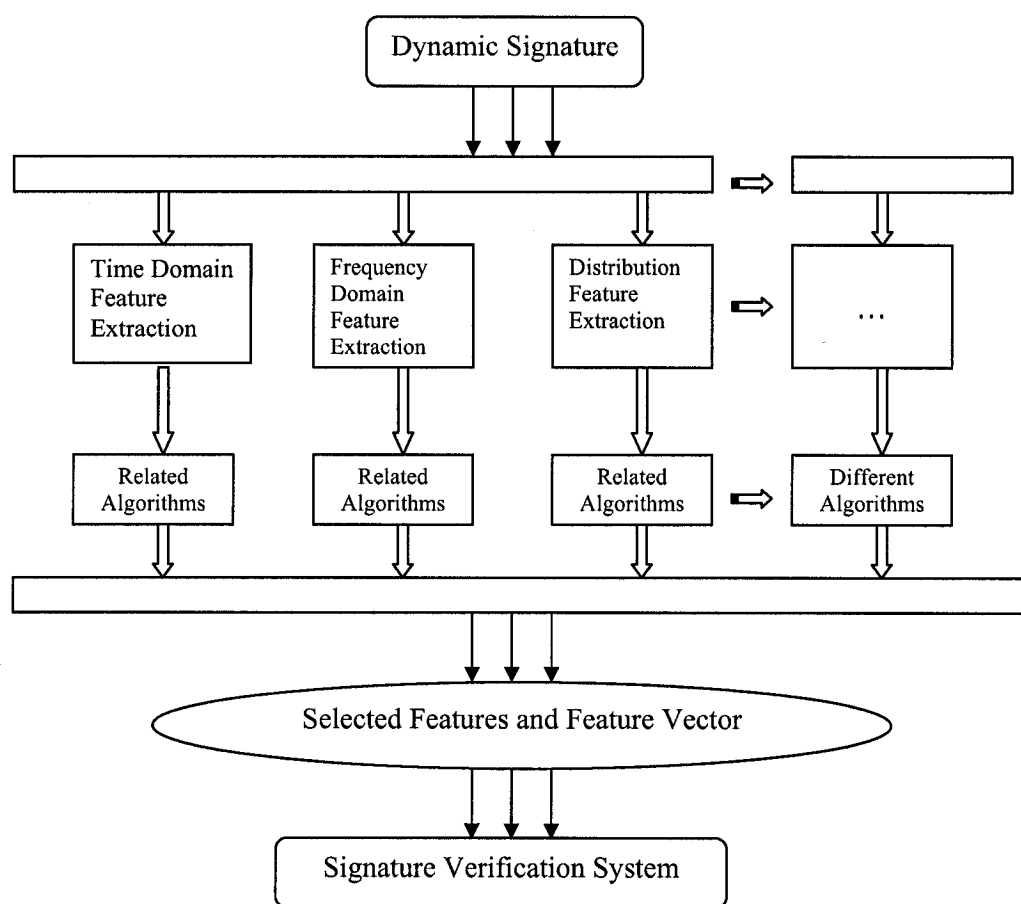 Dynamic Signature
Time Domain
Feature
Extraction
Frequency
Domain
Feature
Extraction
Distribution
Feature
Extraction
...
Related
Algorithms
Related
Algorithms
Related
Algorithms
Different
Algorithms
Selected Features and Feature Vector
Signature Verification System